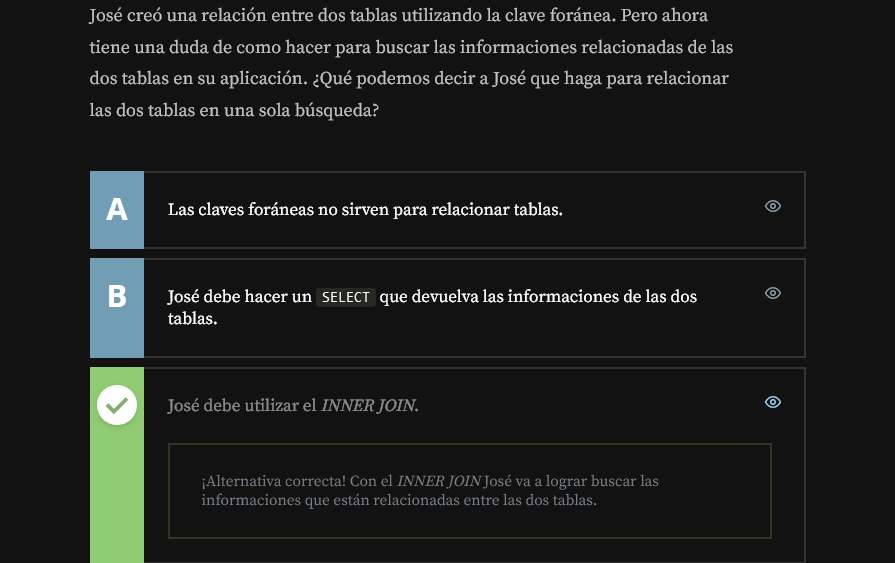 José creó una relación entre dos tablas utilizando la clave foránea. Pero ahora
tiene una duda de como hacer para buscar las informaciones relacionadas de las
dos tablas en su aplicación. ¿Qué podemos decir a José que haga para relacionar
las dos tablas en una sola búsqueda?
A
Las claves foráneas no sirven para relacionar tablas.
B
José debe hacer un SELECT que devuelva las informaciones de las dos
tablas.
José debe utilizar el INNER JOIN.
¡Alternativa correcta! Con el INNER JOIN José va a lograr buscar las
informaciones que están relacionadas entre las dos tablas.